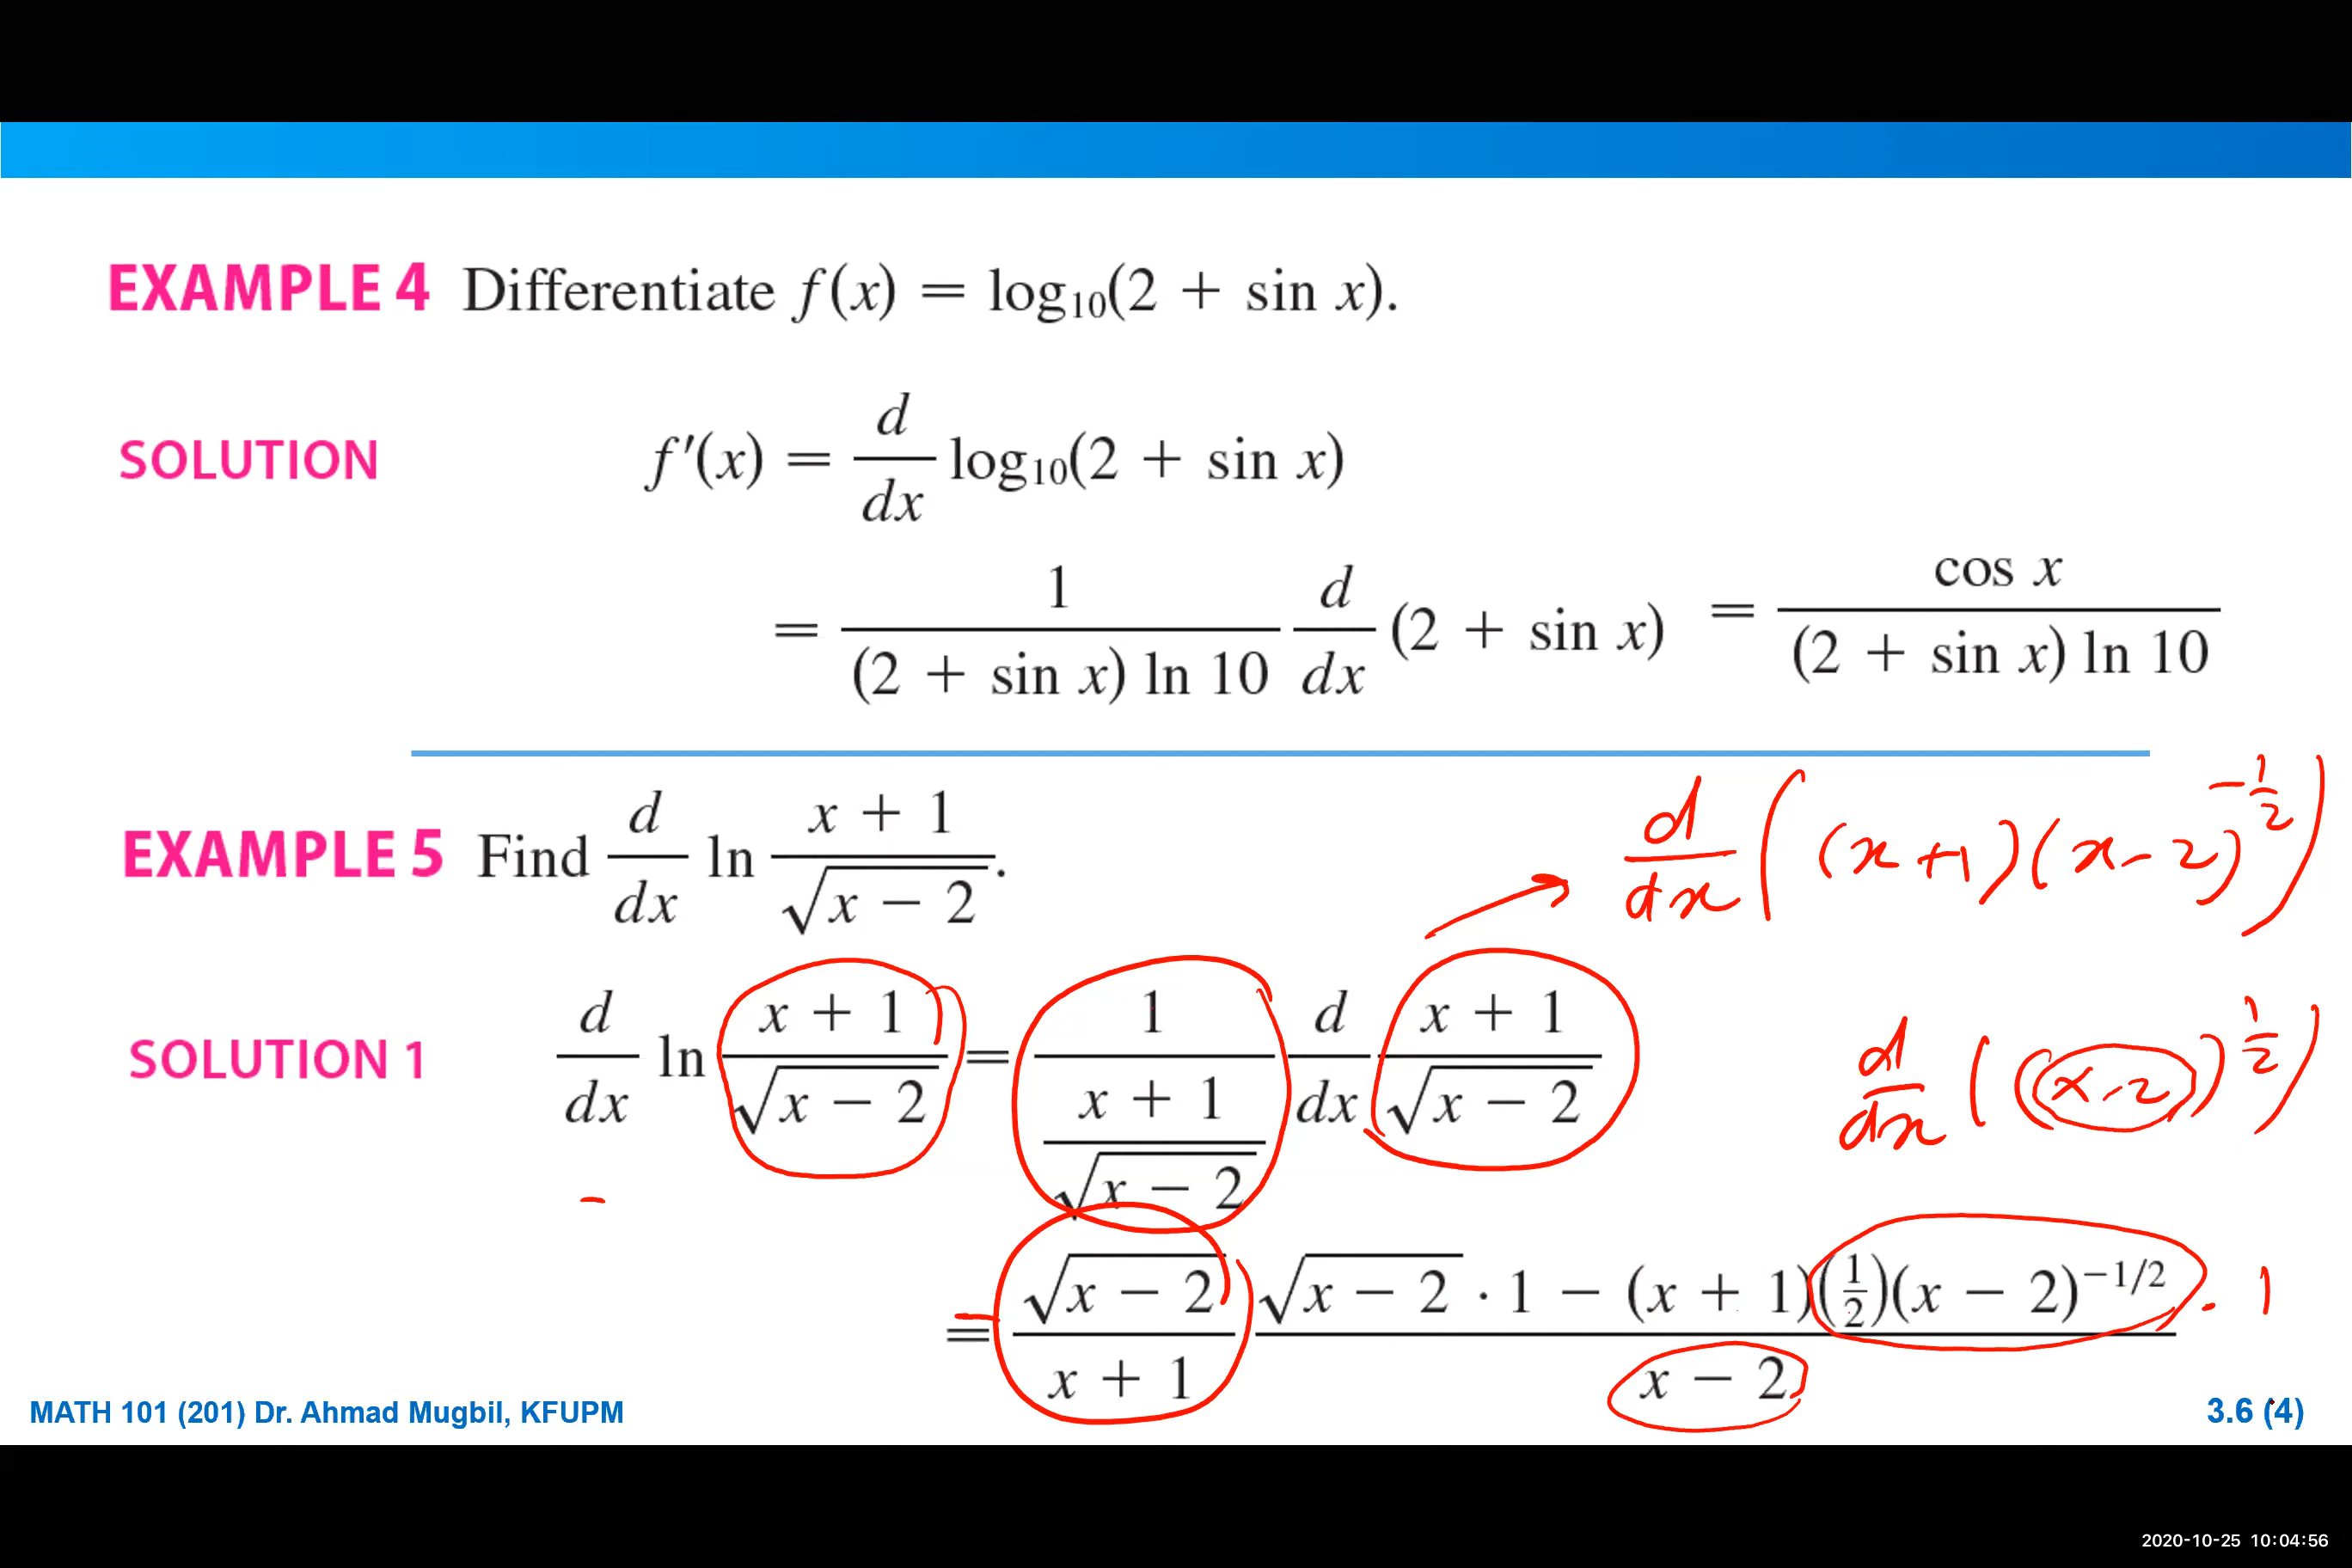 EXAMPLE 4 Differentiate f(x) = log₁₀(2 + sin x).
SOLUTION f′(x) = d/dx log₁₀(2 + sin x)
= 1/((2 + sin x) ln 10) d/dx (2 + sin x) = cos x/((2 + sin x) ln 10)
d/dx ((x+1)(x-2)^(-1/2))
EXAMPLE 5 Find d/dx ln (x + 1)/√(x − 2).
SOLUTION 1 d/dx ln (x + 1)/√(x − 2) = 1/((x + 1)/√(x − 2)) d/dx (x + 1)/√(x − 2)
d/dx ((x-2)^(1/2))
= √(x − 2)/(x + 1) (√(x − 2) · 1 − (x + 1)(1/2)(x − 2)^(−1/2))/(x − 2) . 1
MATH 101 (201) Dr. Ahmad Mugbil, KFUPM 3.6 (4)
2020-10-25 10:04:56